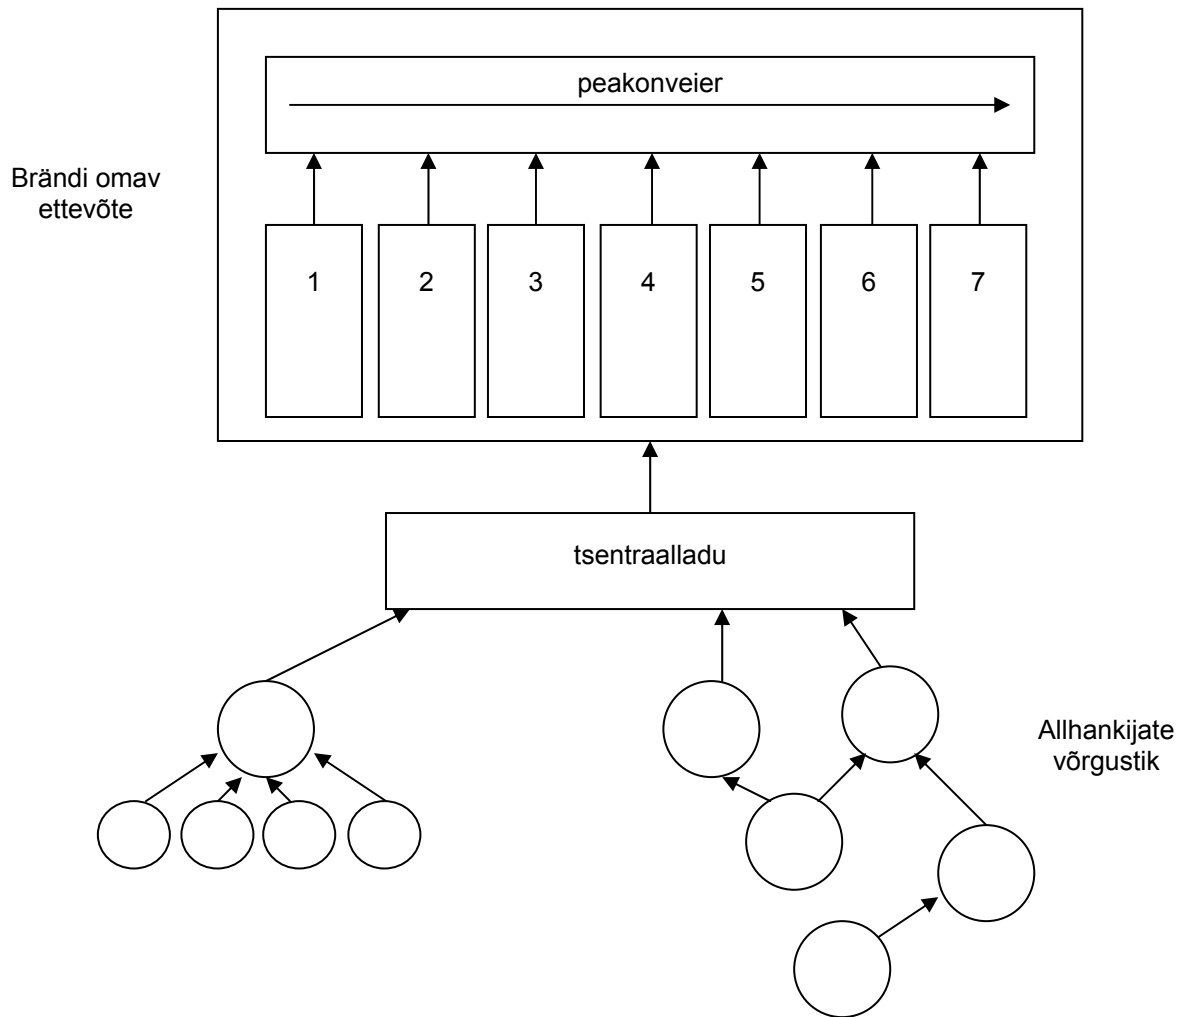 peakonveier
Brändi omav
ettevõte
1 2 3 4 5 6 7
tsentraalladu
Allhankijate
võrgustik